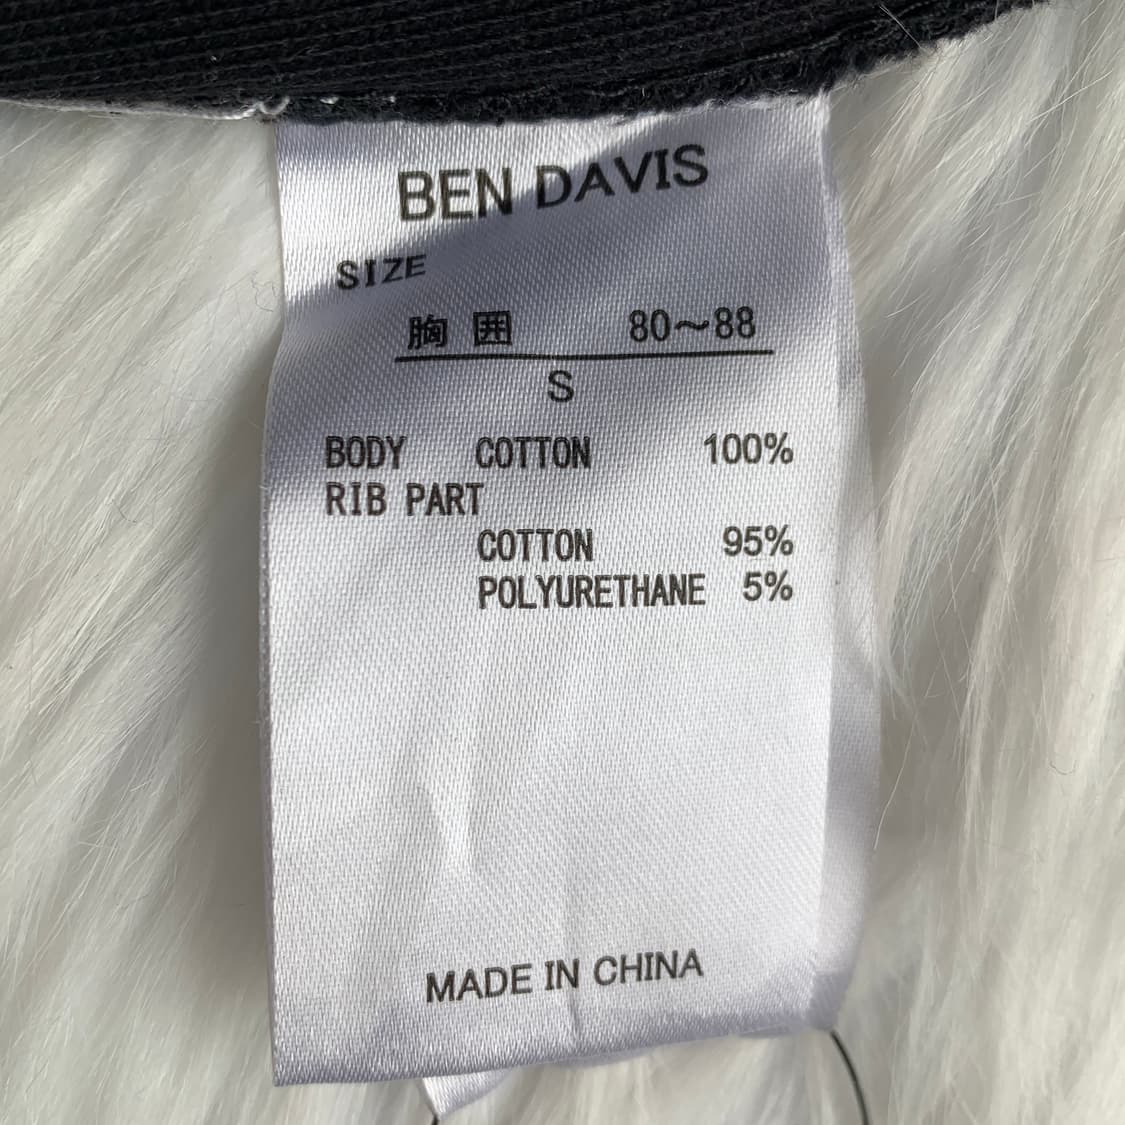 BEN DAVIS
SIZE
胸 囲 80～88
S
BODY COTTON 100%
RIB PART
COTTON 95%
POLYURETHANE 5%
MADE IN CHINA